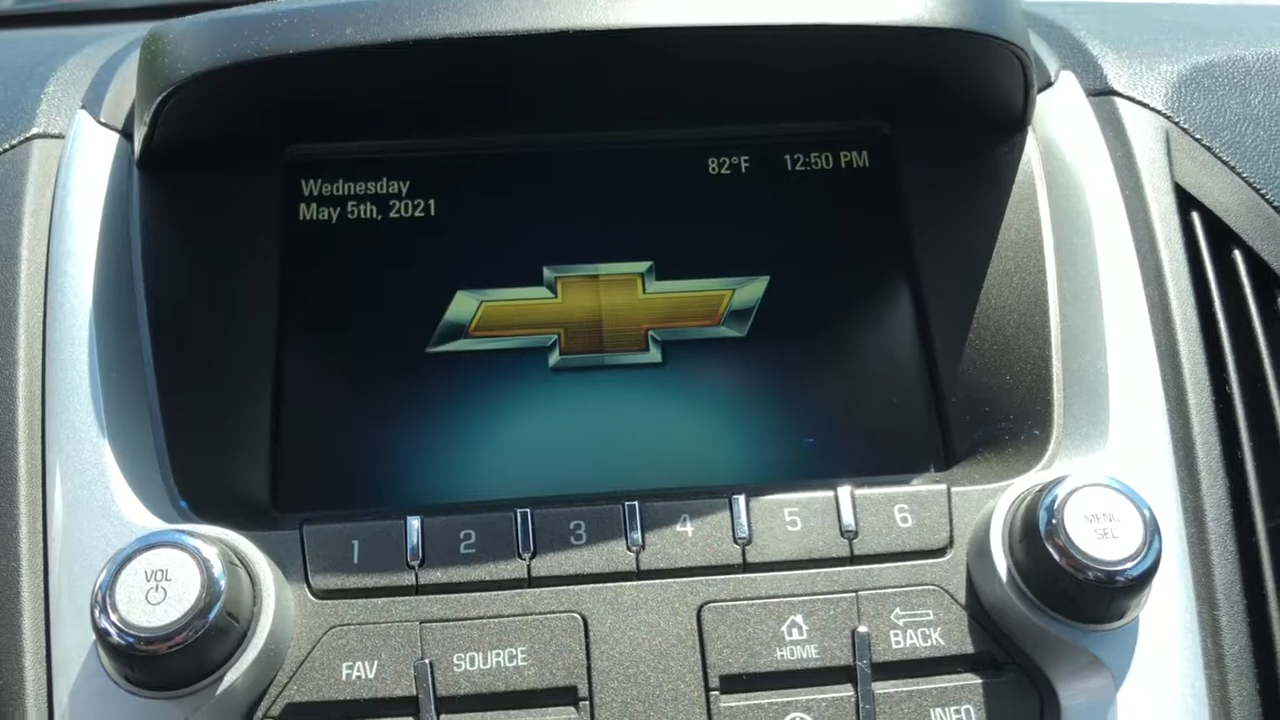 82°F 12:50 PM
Wednesday
May 5th, 2021
1 2 3 4 5 6
MENU
SEL
VOL
FAV SOURCE HOME BACK
INFO